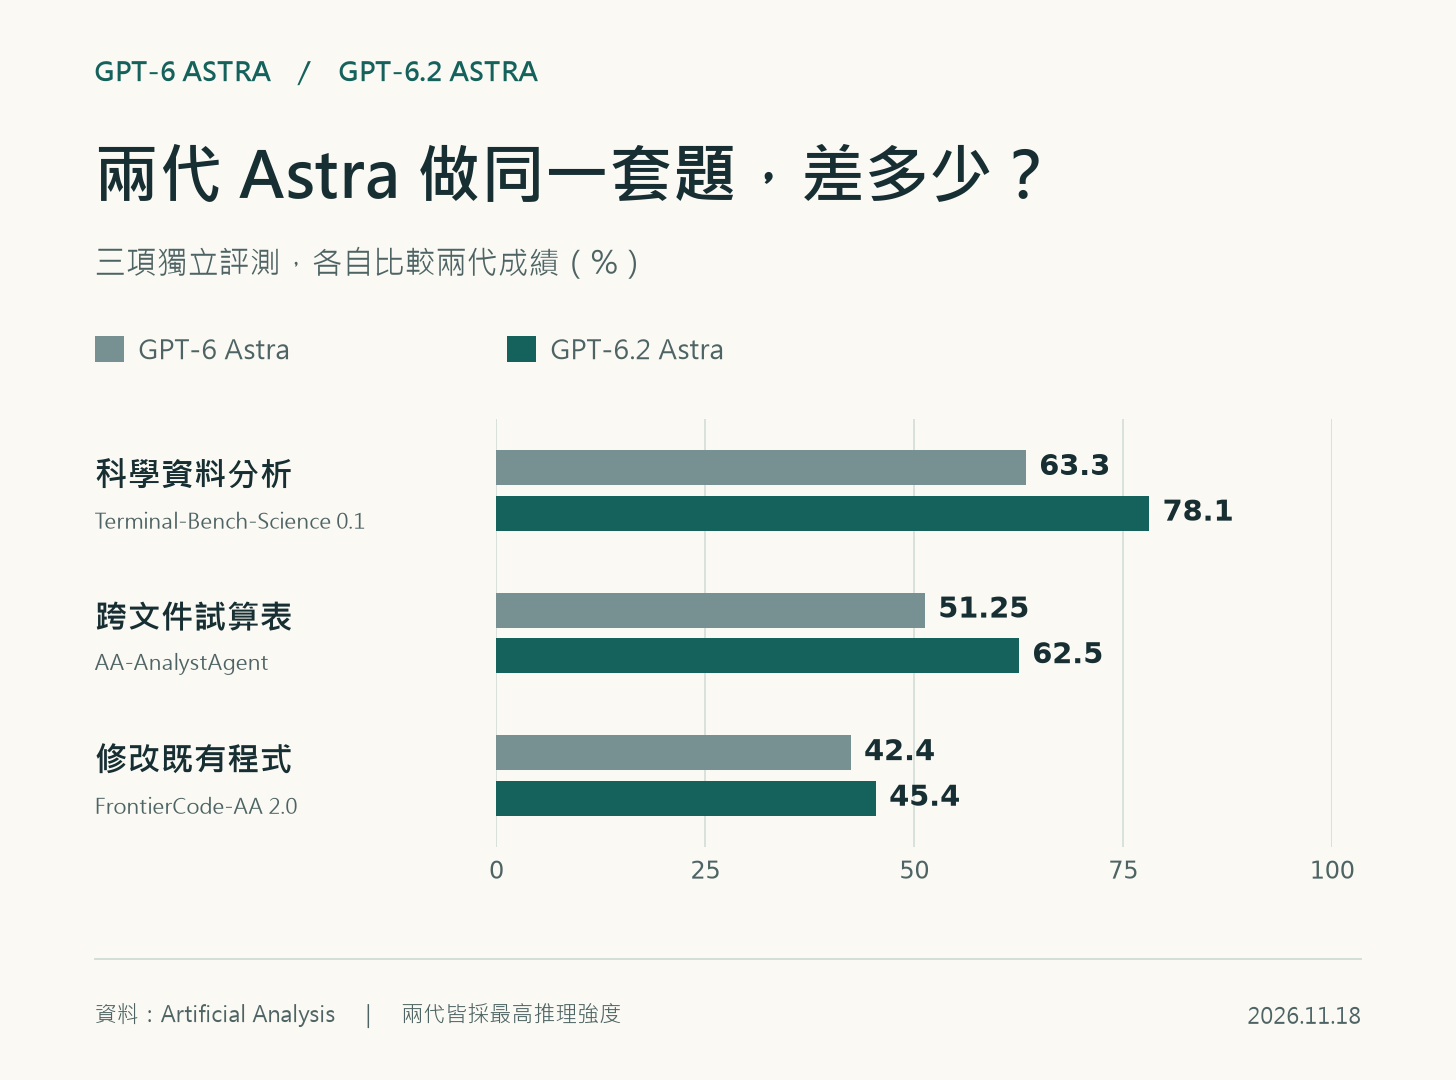 GPT-6 ASTRA / GPT-6.2 ASTRA
兩代 Astra 做同一套題，差多少？
三項獨立評測，各自比較兩代成績（%）
GPT-6 Astra
GPT-6.2 Astra
科學資料分析
Terminal-Bench-Science 0.1
63.3
78.1
跨文件試算表
AA-AnalystAgent
51.25
62.5
修改既有程式
FrontierCode-AA 2.0
42.4
45.4
0 25 50 75 100
資料：Artificial Analysis | 兩代皆採最高推理強度
2026.11.18